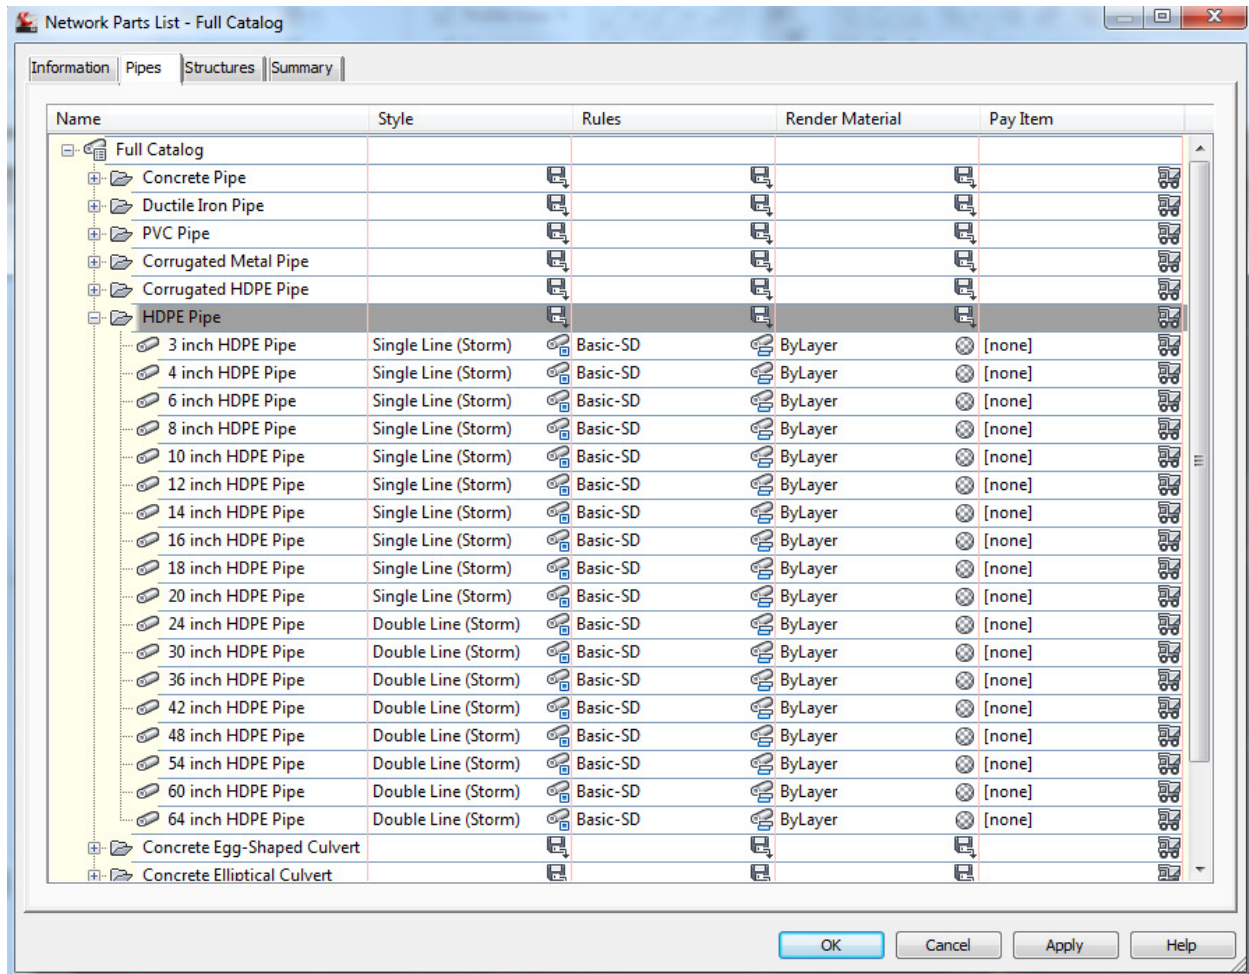 Network Parts List - Full Catalog
Information Pipes Structures Summary
Name Style Rules Render Material Pay Item
Full Catalog
Concrete Pipe
Ductile Iron Pipe
PVC Pipe
Corrugated Metal Pipe
Corrugated HDPE Pipe
HDPE Pipe
3 inch HDPE Pipe Single Line (Storm) Basic-SD ByLayer [none]
4 inch HDPE Pipe Single Line (Storm) Basic-SD ByLayer [none]
6 inch HDPE Pipe Single Line (Storm) Basic-SD ByLayer [none]
8 inch HDPE Pipe Single Line (Storm) Basic-SD ByLayer [none]
10 inch HDPE Pipe Single Line (Storm) Basic-SD ByLayer [none]
12 inch HDPE Pipe Single Line (Storm) Basic-SD ByLayer [none]
14 inch HDPE Pipe Single Line (Storm) Basic-SD ByLayer [none]
16 inch HDPE Pipe Single Line (Storm) Basic-SD ByLayer [none]
18 inch HDPE Pipe Single Line (Storm) Basic-SD ByLayer [none]
20 inch HDPE Pipe Single Line (Storm) Basic-SD ByLayer [none]
24 inch HDPE Pipe Double Line (Storm) Basic-SD ByLayer [none]
30 inch HDPE Pipe Double Line (Storm) Basic-SD ByLayer [none]
36 inch HDPE Pipe Double Line (Storm) Basic-SD ByLayer [none]
42 inch HDPE Pipe Double Line (Storm) Basic-SD ByLayer [none]
48 inch HDPE Pipe Double Line (Storm) Basic-SD ByLayer [none]
54 inch HDPE Pipe Double Line (Storm) Basic-SD ByLayer [none]
60 inch HDPE Pipe Double Line (Storm) Basic-SD ByLayer [none]
64 inch HDPE Pipe Double Line (Storm) Basic-SD ByLayer [none]
Concrete Egg-Shaped Culvert
Concrete Elliptical Culvert
OK Cancel Apply Help